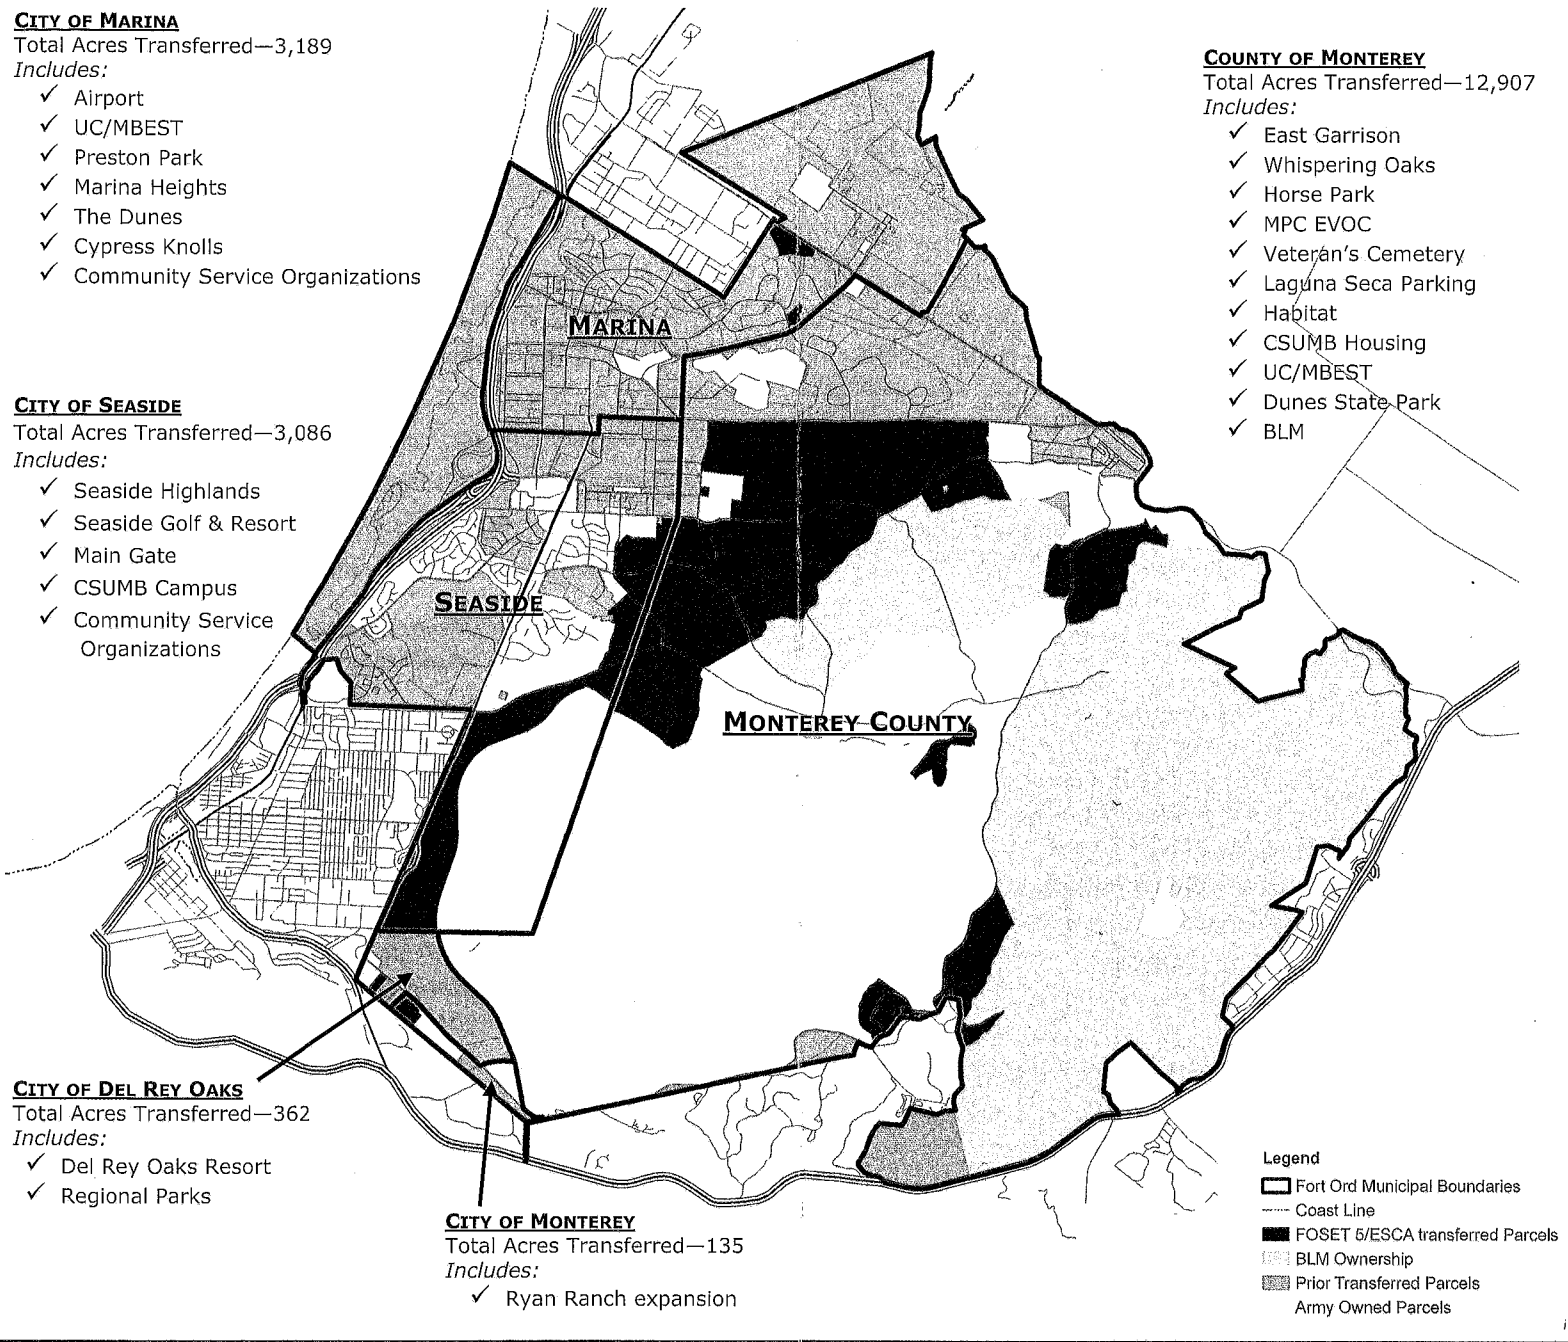 CITY OF MARINA
Total Acres Transferred—3,189
Includes:
✓ Airport
✓ UC/MBEST
✓ Preston Park
✓ Marina Heights
✓ The Dunes
✓ Cypress Knolls
✓ Community Service Organizations
COUNTY OF MONTEREY
Total Acres Transferred—12,907
Includes:
✓ East Garrison
✓ Whispering Oaks
✓ Horse Park
✓ MPC EVOC
✓ Veteran's Cemetery
✓ Laguna Seca Parking
✓ Habitat
✓ CSUMB Housing
✓ UC/MBEST
✓ Dunes State Park
✓ BLM
MARINA
CITY OF SEASIDE
Total Acres Transferred—3,086
Includes:
✓ Seaside Highlands
✓ Seaside Golf & Resort
✓ Main Gate
✓ CSUMB Campus
✓ Community Service
Organizations
SEASIDE
MONTEREY COUNTY
CITY OF DEL REY OAKS
Total Acres Transferred—362
Includes:
✓ Del Rey Oaks Resort
✓ Regional Parks
CITY OF MONTEREY
Total Acres Transferred—135
Includes:
✓ Ryan Ranch expansion
Legend
Fort Ord Municipal Boundaries
Coast Line
FOSET 5/ESCA transferred Parcels
BLM Ownership
Prior Transferred Parcels
Army Owned Parcels